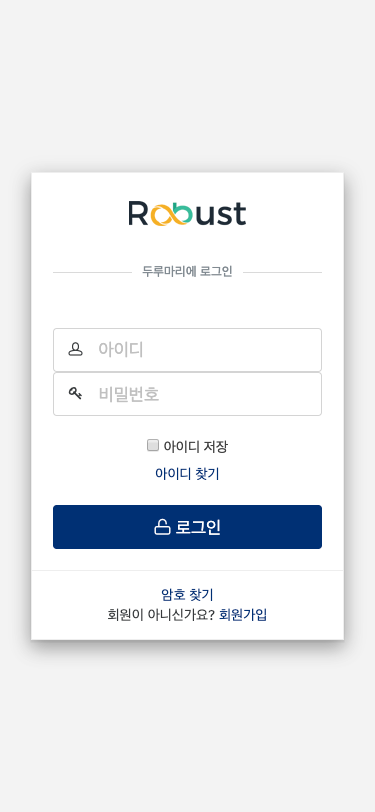 Robust
두루마리에 로그인
아이디
비밀번호
아이디 저장
아이디 찾기
로그인
암호 찾기
회원이 아니신가요? 회원가입